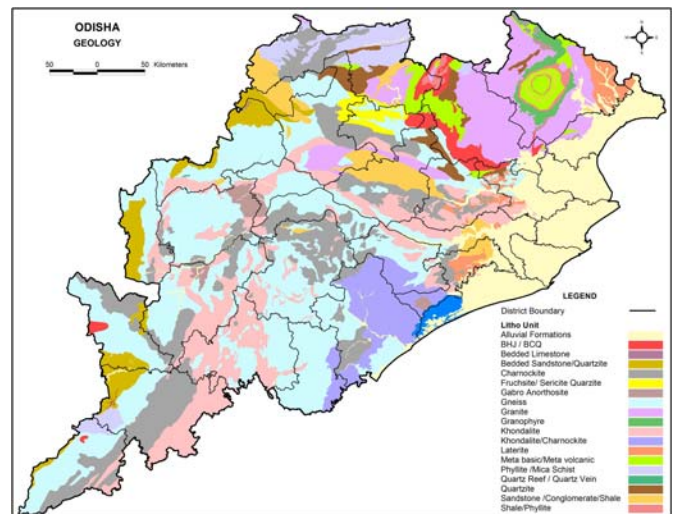 ODISHA
GEOLOGY
50 0 50 Kilometers
N
W E
S
LEGEND
District Boundary
Litho Unit
Alluvial Formations
BHJ / BCQ
Bedded Limestone
Bedded Sandstone/Quartzite
Charnockite
Fruchsite/ Sericite Quarzite
Gabro Anorthosite
Gneiss
Granite
Granophyre
Khondalite
Khondalite/Charnockite
Laterite
Meta basic/Meta volcanic
Phyllite /Mica Schist
Quartz Reef / Quartz Vein
Quartzite
Sandstone /Conglomerate/Shale
Shale/Phyllite